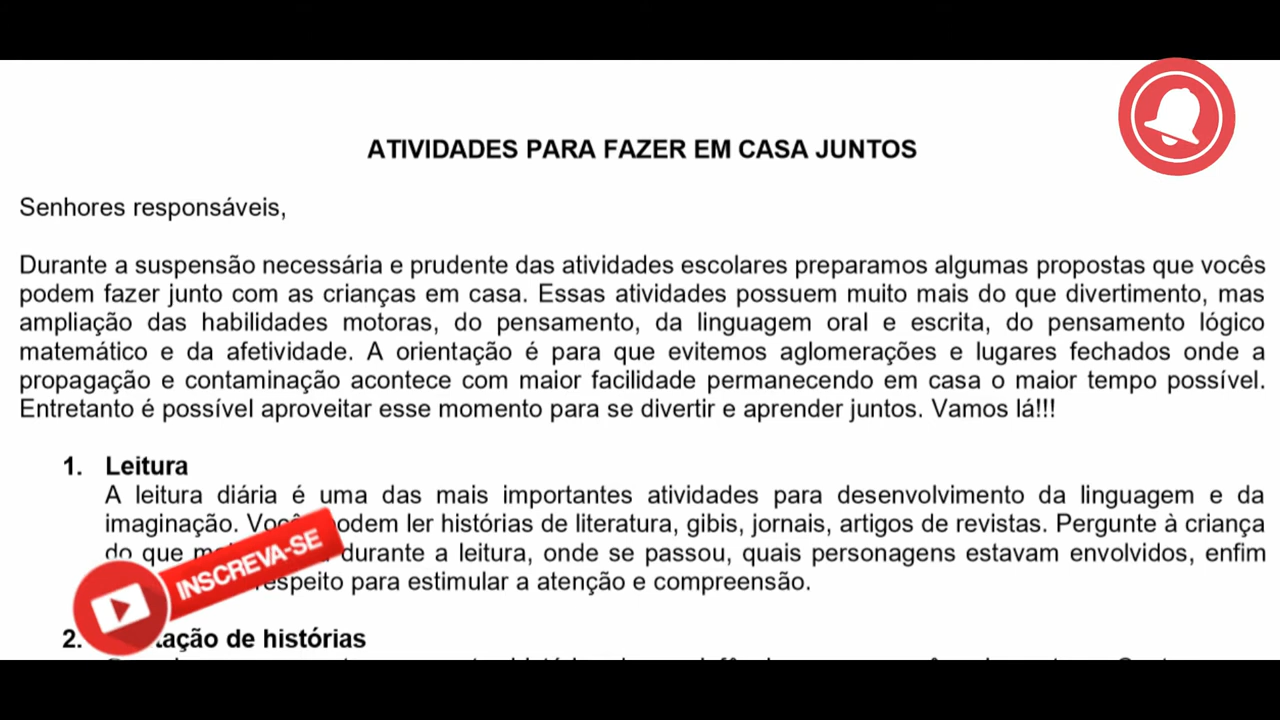 ATIVIDADES PARA FAZER EM CASA JUNTOS
Senhores responsáveis,
Durante a suspensão necessária e prudente das atividades escolares preparamos algumas propostas que vocês
podem fazer junto com as crianças em casa. Essas atividades possuem muito mais do que divertimento, mas
ampliação das habilidades motoras, do pensamento, da linguagem oral e escrita, do pensamento lógico
matemático e da afetividade. A orientação é para que evitemos aglomerações e lugares fechados onde a
propagação e contaminação acontece com maior facilidade permanecendo em casa o maior tempo possível.
Entretanto é possível aproveitar esse momento para se divertir e aprender juntos. Vamos lá!!!
1. Leitura
A leitura diária é uma das mais importantes atividades para desenvolvimento da linguagem e da
imaginação. Vocês podem ler histórias de literatura, gibis, jornais, artigos de revistas. Pergunte à criança
do que durante a leitura, onde se passou, quais personagens estavam envolvidos, enfim
respeito para estimular a atenção e compreensão.
INSCREVA-SE
2. de histórias